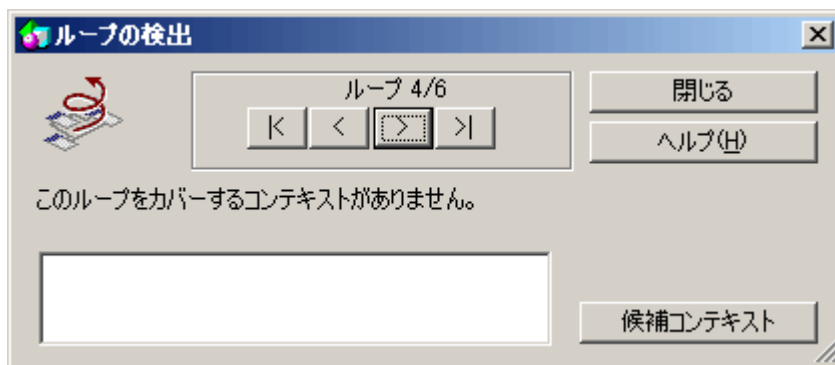 ループの検出
ループ 4/6
|< < > >|
閉じる
ヘルプ(H)
このループをカバーするコンテキストがありません。
候補コンテキスト